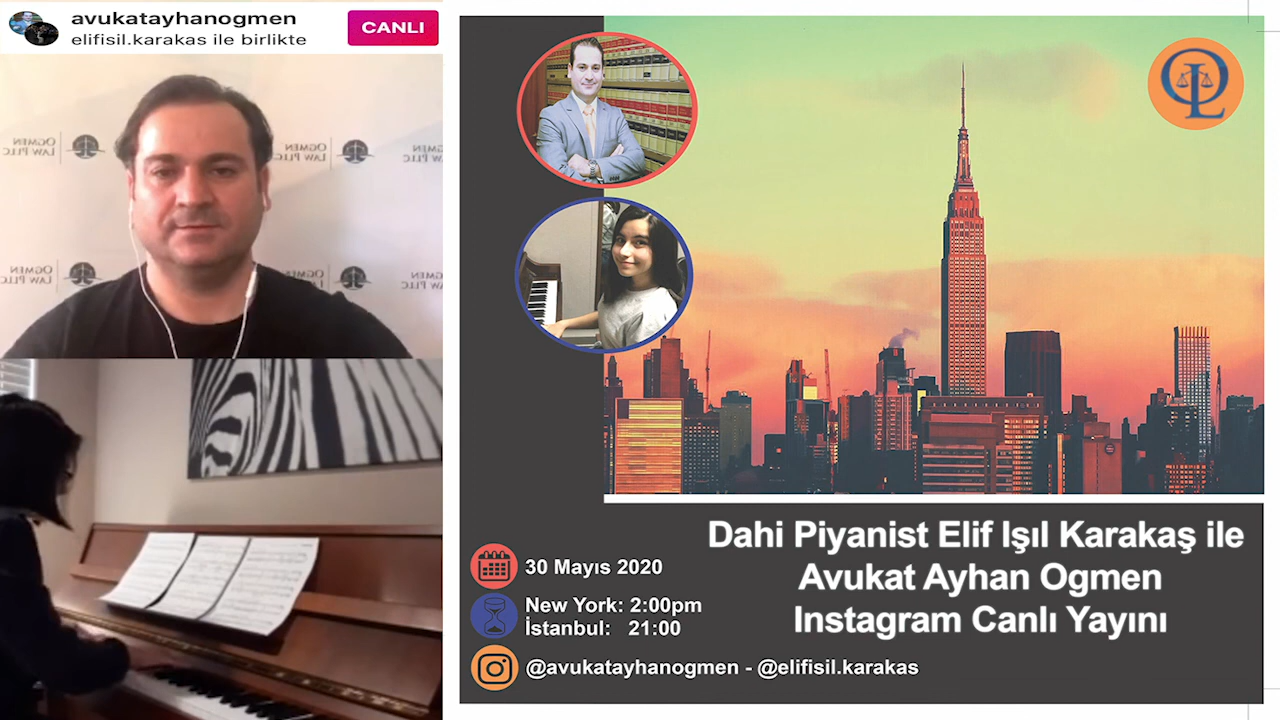 avukatayhanogmen
elifisil.karakas ile birlikte
CANLI
OGMEN
LAW PLLC
OGMEN
LAW PLLC
OGMEN
LAW PLLC
OGMEN
LAW PLLC
OL
Dahi Piyanist Elif Işıl Karakaş ile
Avukat Ayhan Ogmen
Instagram Canlı Yayını
30 Mayıs 2020
New York: 2:00pm
İstanbul: 21:00
@avukatayhanogmen - @elifisil.karakas